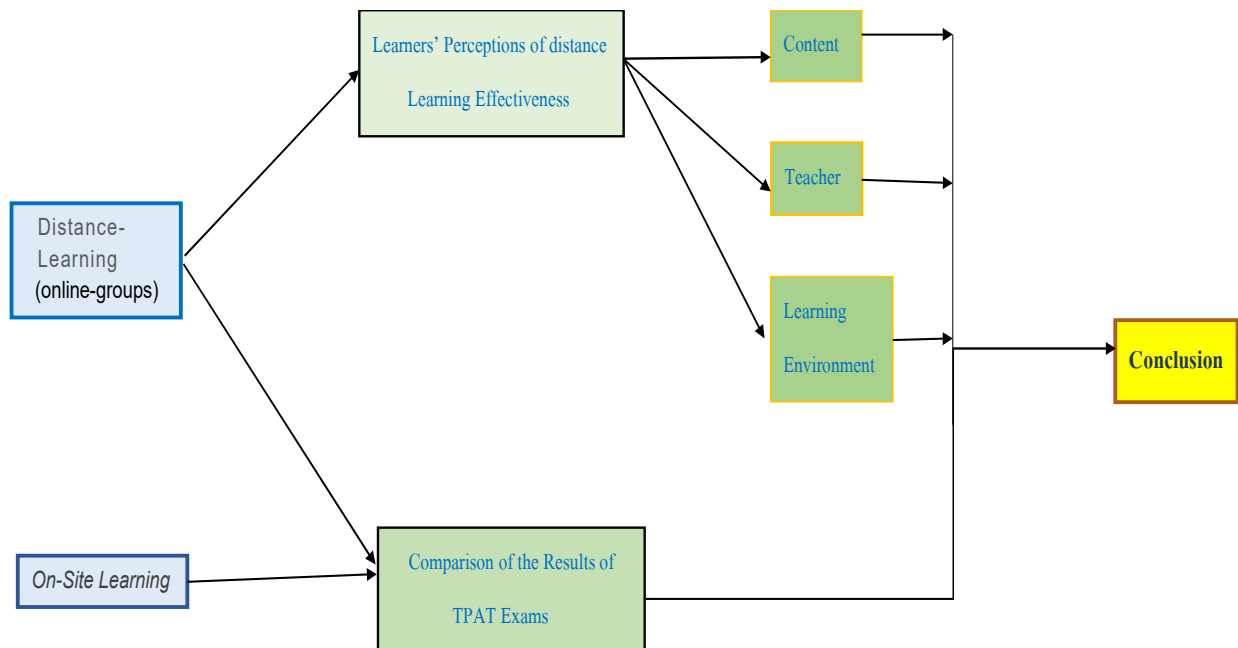 Learners’ Perceptions of distance
Learning Effectiveness
Content
Teacher
Distance-
Learning
(online-groups)
Learning
Environment
Conclusion
On-Site Learning
Comparison of the Results of
TPAT Exams